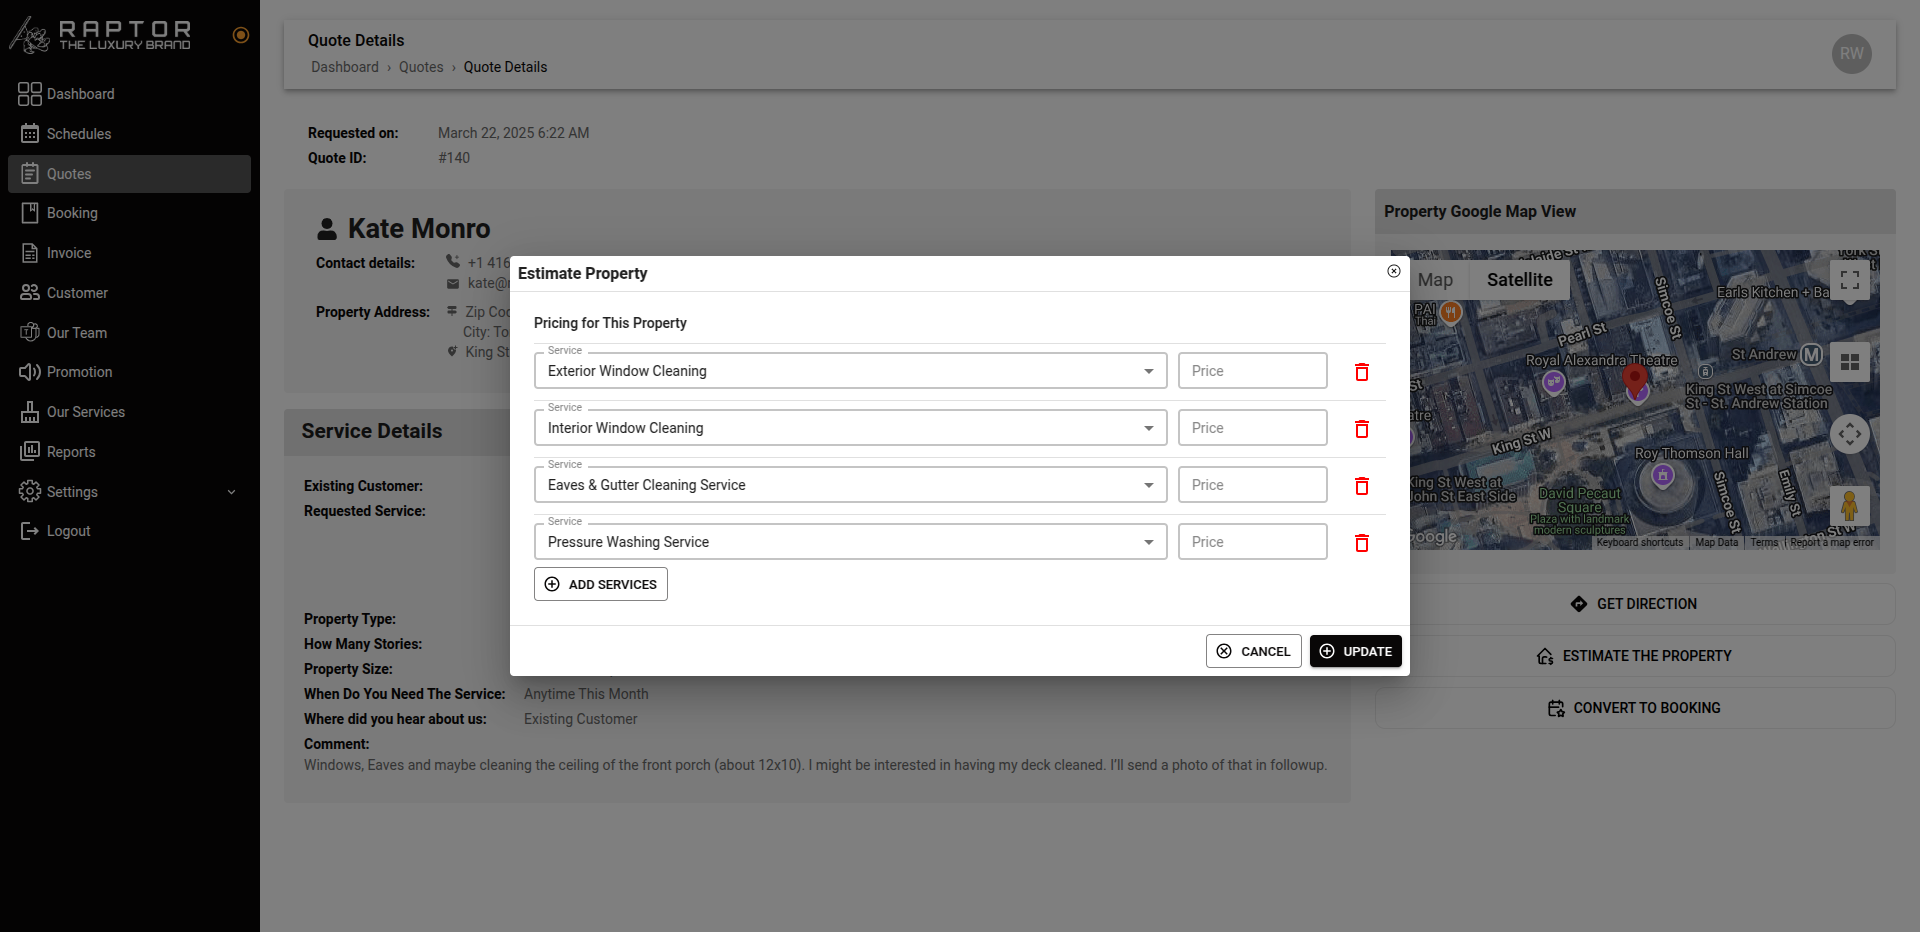 RAPTOR
THE LUXURY BRAND
Dashboard
Schedules
Quotes
Booking
Invoice
Customer
Our Team
Promotion
Our Services
Reports
Settings
Logout
Quote Details
Dashboard › Quotes › Quote Details
RW
Requested on: March 22, 2025 6:22 AM
Quote ID: #140
Kate Monro
Contact details: +1 416
kate@
Property Address: Zip
City: To
King St
Service Details
Existing Customer:
Requested Service:
Property Type:
How Many Stories:
Property Size:
When Do You Need The Service: Anytime This Month
Where did you hear about us: Existing Customer
Comment:
Windows, Eaves and maybe cleaning the ceiling of the front porch (about 12x10). I might be interested in having my deck cleaned. I'll send a photo of that in followup.
Estimate Property
Pricing for This Property
Service
Exterior Window Cleaning
Price
Service
Interior Window Cleaning
Price
Service
Eaves & Gutter Cleaning Service
Price
Service
Pressure Washing Service
Price
ADD SERVICES
CANCEL
UPDATE
Property Google Map View
Map
Satellite
PAI
Thai
Simcoe St
Earls Kitchen + Ba
Pearl St
St Andrew
M
Royal Alexandra Theatre
King St West at Simcoe
St - St. Andrew Station
King St W
Roy Thomson Hall
King St West at
John St East Side
David Pecaut
Square
Plaza with landmark
modern sculptures
Simcoe St
Emily St
Google
Keyboard shortcuts
Map Data
Terms
Report a map error
GET DIRECTION
ESTIMATE THE PROPERTY
CONVERT TO BOOKING